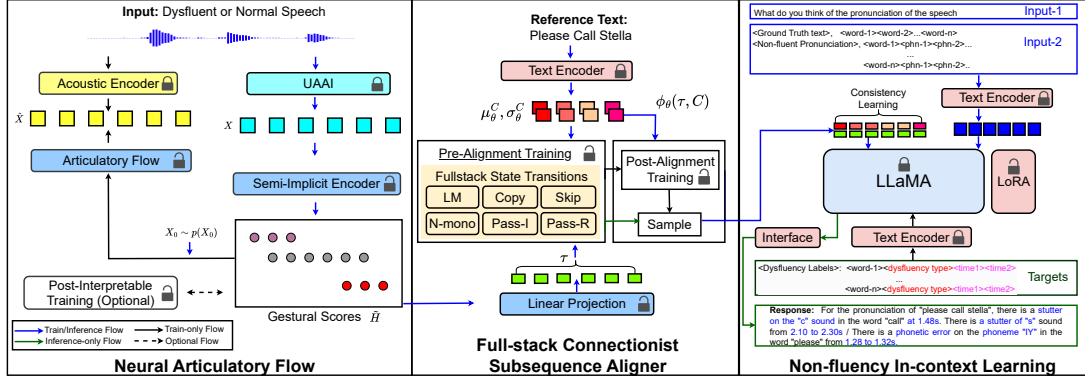 Input: Dysfluent or Normal Speech
Acoustic Encoder
UAAI
X̂
X
Articulatory Flow
Semi-Implicit Encoder
X₀ ~ p(X₀)
Post-Interpretable
Training (Optional)
Gestural Scores H̃
Train/Inference Flow
Train-only Flow
Inference-only Flow
Optional Flow
Neural Articulatory Flow
Reference Text:
Please Call Stella
Text Encoder
μ_θ^C, σ_θ^C
ϕ_θ(τ, C)
Pre-Alignment Training
Fullstack State Transitions
LM
Copy
Skip
N-mono
Pass-I
Pass-R
Post-Alignment
Training
Sample
τ
Linear Projection
Full-stack Connectionist
Subsequence Aligner
What do you think of the pronunciation of the speech
Input-1
<Ground Truth text>, <word-1><word-2>...<word-n>
<Non-fluent Pronunciation>, <word-1><phn-1><phn-2>...
...
<word-n><phn-1><phn-2>..
Input-2
Consistency
Learning
Text Encoder
LLaMA
LoRA
Interface
Text Encoder
<Dysfluency Labels>: <word-1><dysfluency type><time1><time2>
...
<word-n><dysfluency type><time1><time2>
Targets
Response: For the pronunciation of "please call stella", there is a stutter
on the "c" sound in the word "call" at 1.48s. There is a stutter of "s" sound
from 2.10 to 2.30s / There is a phonetic error on the phoneme "IY" in the
word "please" from 1.28 to 1.32s.
Non-fluency In-context Learning